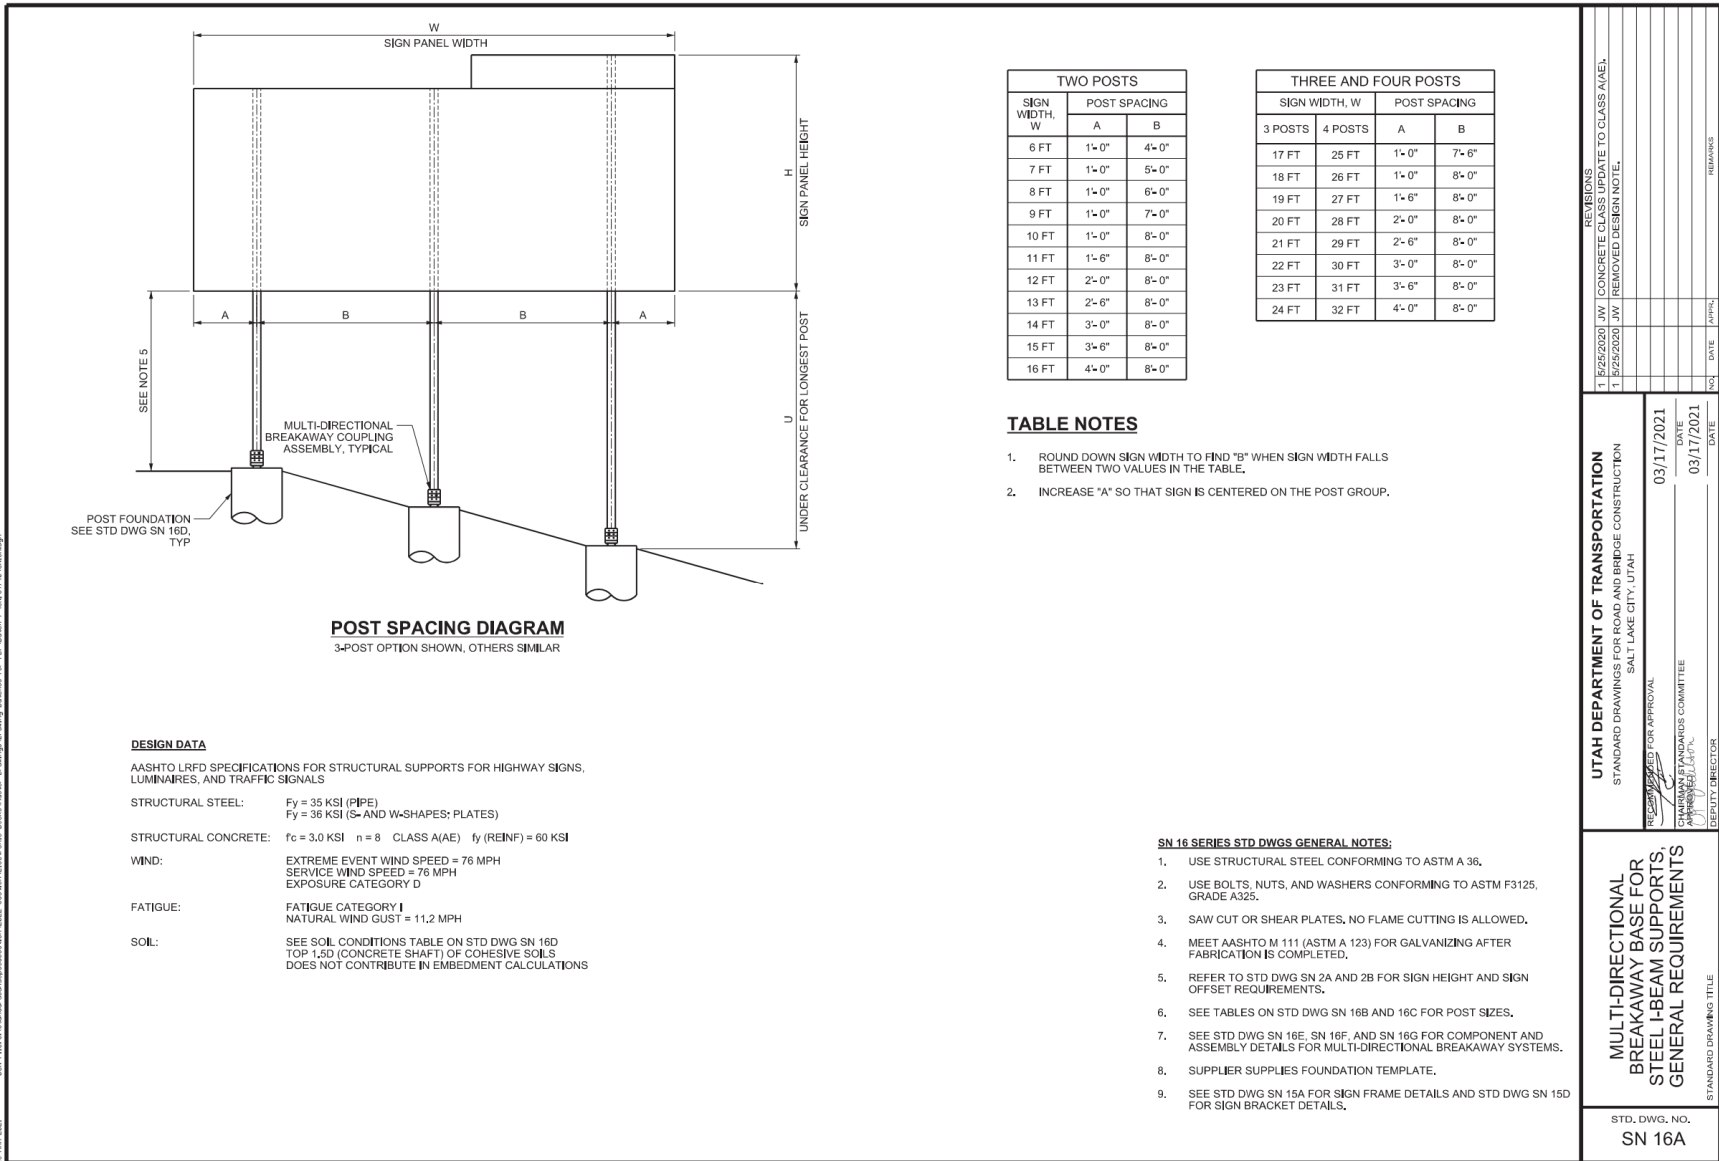 W
SIGN PANEL WIDTH
H
SIGN PANEL HEIGHT
A
B
B
A
SEE NOTE 5
U
UNDER CLEARANCE FOR LONGEST POST
MULTI-DIRECTIONAL
BREAKAWAY COUPLING
ASSEMBLY, TYPICAL
POST FOUNDATION
SEE STD DWG SN 16D,
TYP
POST SPACING DIAGRAM
3-POST OPTION SHOWN, OTHERS SIMILAR
DESIGN DATA
AASHTO LRFD SPECIFICATIONS FOR STRUCTURAL SUPPORTS FOR HIGHWAY SIGNS,
LUMINAIRES, AND TRAFFIC SIGNALS
STRUCTURAL STEEL: Fy = 35 KSI (PIPE)
Fy = 36 KSI (S- AND W-SHAPES; PLATES)
STRUCTURAL CONCRETE: f'c = 3.0 KSI n = 8 CLASS A(AE) fy (REINF) = 60 KSI
WIND: EXTREME EVENT WIND SPEED = 76 MPH
SERVICE WIND SPEED = 76 MPH
EXPOSURE CATEGORY D
FATIGUE: FATIGUE CATEGORY I
NATURAL WIND GUST = 11.2 MPH
SOIL: SEE SOIL CONDITIONS TABLE ON STD DWG SN 16D
TOP 1.5D (CONCRETE SHAFT) OF COHESIVE SOILS
DOES NOT CONTRIBUTE IN EMBEDMENT CALCULATIONS
TWO POSTS
SIGN WIDTH, W POST SPACING
A B
6 FT 1'- 0" 4'- 0"
7 FT 1'- 0" 5'- 0"
8 FT 1'- 0" 6'- 0"
9 FT 1'- 0" 7'- 0"
10 FT 1'- 0" 8'- 0"
11 FT 1'- 6" 8'- 0"
12 FT 2'- 0" 8'- 0"
13 FT 2'- 6" 8'- 0"
14 FT 3'- 0" 8'- 0"
15 FT 3'- 6" 8'- 0"
16 FT 4'- 0" 8'- 0"
THREE AND FOUR POSTS
SIGN WIDTH, W POST SPACING
3 POSTS 4 POSTS A B
17 FT 25 FT 1'- 0" 7'- 6"
18 FT 26 FT 1'- 0" 8'- 0"
19 FT 27 FT 1'- 6" 8'- 0"
20 FT 28 FT 2'- 0" 8'- 0"
21 FT 29 FT 2'- 6" 8'- 0"
22 FT 30 FT 3'- 0" 8'- 0"
23 FT 31 FT 3'- 6" 8'- 0"
24 FT 32 FT 4'- 0" 8'- 0"
TABLE NOTES
1. ROUND DOWN SIGN WIDTH TO FIND "B" WHEN SIGN WIDTH FALLS
BETWEEN TWO VALUES IN THE TABLE.
2. INCREASE "A" SO THAT SIGN IS CENTERED ON THE POST GROUP.
SN 16 SERIES STD DWGS GENERAL NOTES:
1. USE STRUCTURAL STEEL CONFORMING TO ASTM A 36.
2. USE BOLTS, NUTS, AND WASHERS CONFORMING TO ASTM F3125,
GRADE A325.
3. SAW CUT OR SHEAR PLATES. NO FLAME CUTTING IS ALLOWED.
4. MEET AASHTO M 111 (ASTM A 123) FOR GALVANIZING AFTER
FABRICATION IS COMPLETED.
5. REFER TO STD DWG SN 2A AND 2B FOR SIGN HEIGHT AND SIGN
OFFSET REQUIREMENTS.
6. SEE TABLES ON STD DWG SN 16B AND 16C FOR POST SIZES.
7. SEE STD DWG SN 16E, SN 16F, AND SN 16G FOR COMPONENT AND
ASSEMBLY DETAILS FOR MULTI-DIRECTIONAL BREAKAWAY SYSTEMS.
8. SUPPLIER SUPPLIES FOUNDATION TEMPLATE.
9. SEE STD DWG SN 15A FOR SIGN FRAME DETAILS AND STD DWG SN 15D
FOR SIGN BRACKET DETAILS.
REVISIONS
1 5/25/2020 JW CONCRETE CLASS UPDATE TO CLASS A(AE).
1 5/25/2020 JW REMOVED DESIGN NOTE.
NO. DATE APPR. REMARKS
UTAH DEPARTMENT OF TRANSPORTATION
STANDARD DRAWINGS FOR ROAD AND BRIDGE CONSTRUCTION
SALT LAKE CITY, UTAH
RECOMMENDED FOR APPROVAL
03/17/2021
CHAIRMAN STANDARDS COMMITTEE DATE
APPROVED
03/17/2021
DEPUTY DIRECTOR DATE
MULTI-DIRECTIONAL
BREAKAWAY BASE FOR
STEEL I-BEAM SUPPORTS,
GENERAL REQUIREMENTS
STANDARD DRAWING TITLE
STD. DWG. NO.
SN 16A